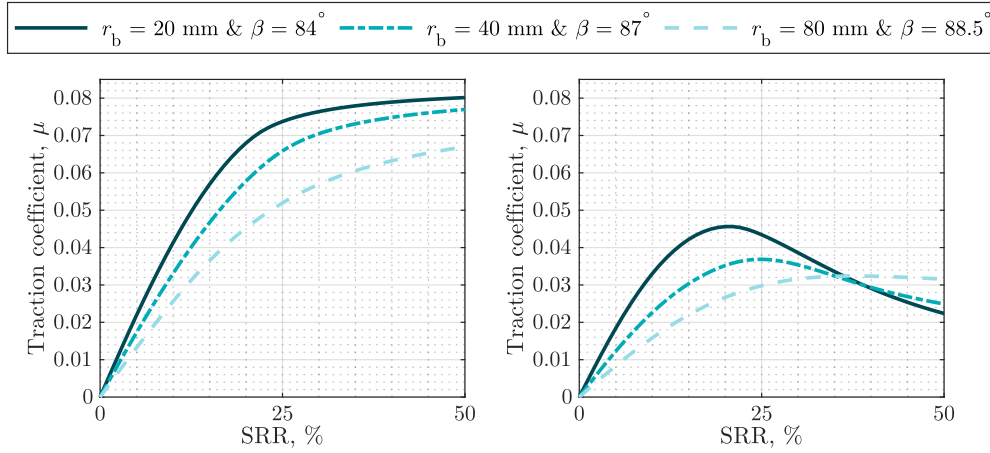 r_b = 20 mm & β = 84° r_b = 40 mm & β = 87° r_b = 80 mm & β = 88.5°
Traction coefficient, μ
0.08
0.07
0.06
0.05
0.04
0.03
0.02
0.01
0
0 25 50
SRR, %
Traction coefficient, μ
0.08
0.07
0.06
0.05
0.04
0.03
0.02
0.01
0
0 25 50
SRR, %